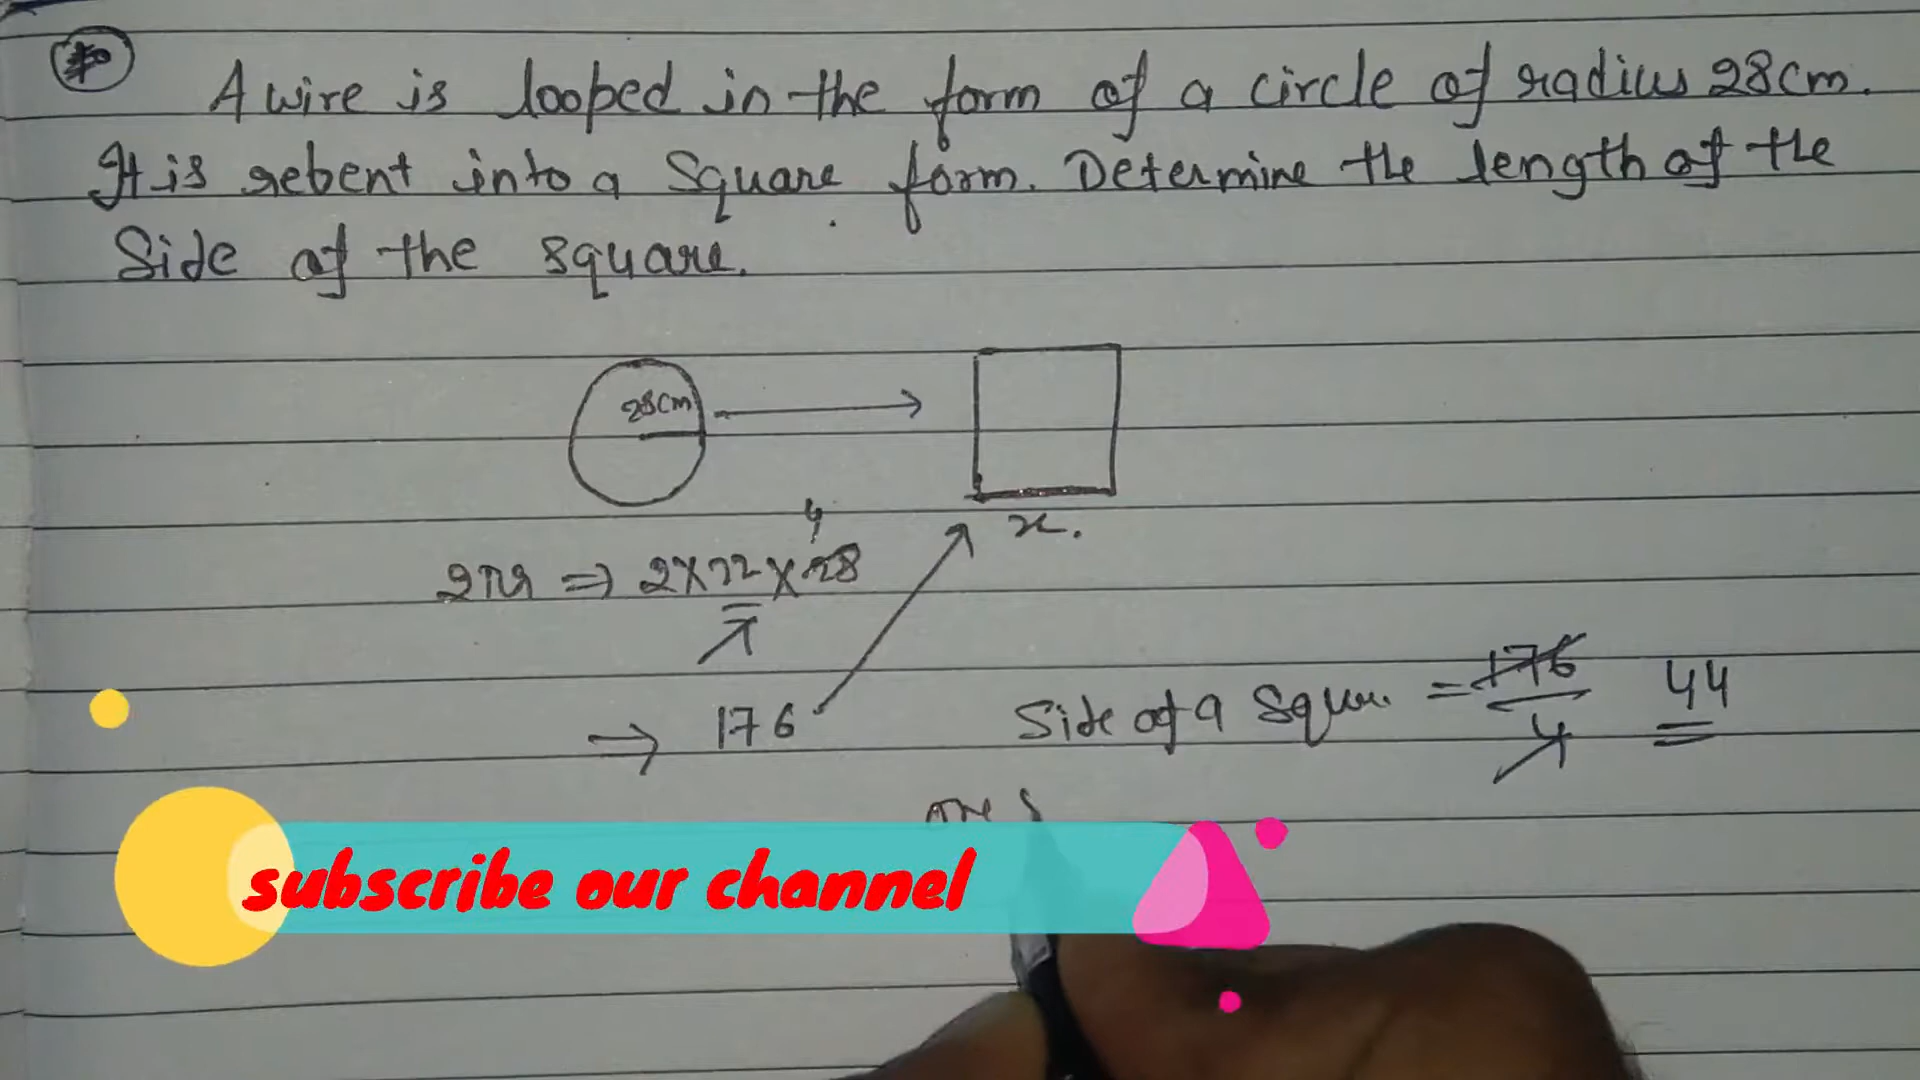 A wire is looped in the form of a circle of radius 28cm.
It is rebent into a square form. Determine the length of the
Side of the square.
28cm
x.
4
2πr ⇒ 2×22×28
7
→ 176
Side of a Squar. = 176/4 44
subscribe our channel